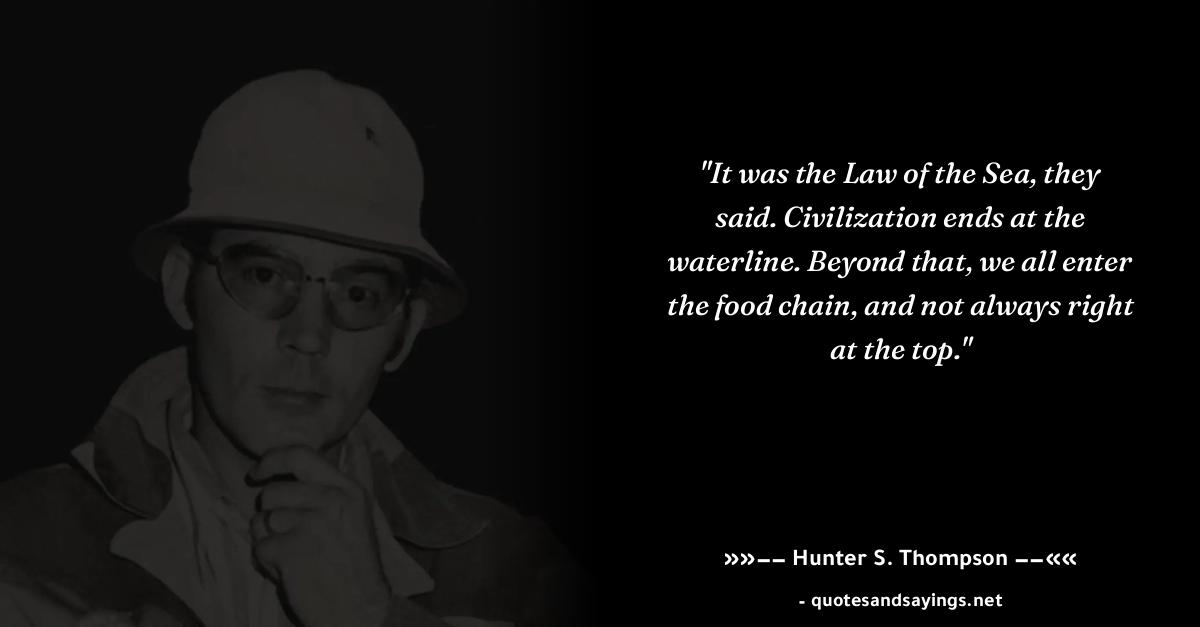 "It was the Law of the Sea, they
said. Civilization ends at the
waterline. Beyond that, we all enter
the food chain, and not always right
at the top."
»»—— Hunter S. Thompson ——««
- quotesandsayings.net